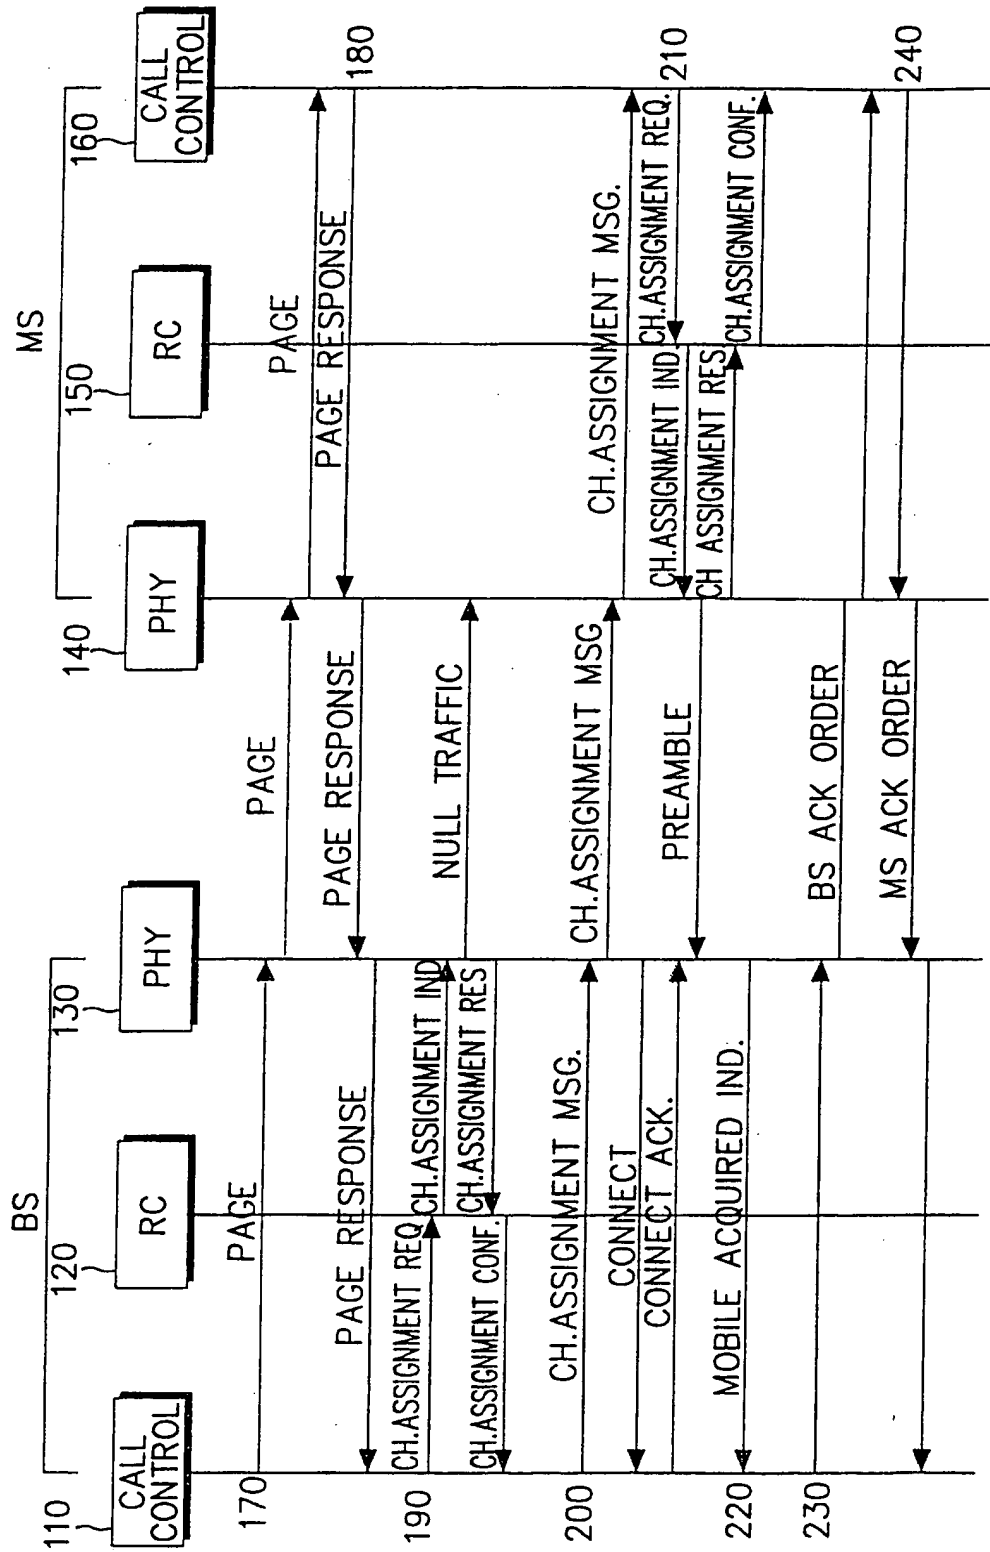 BS
MS
110
120
130
140
150
160
CALL
CONTROL
RC
PHY
PHY
RC
CALL
CONTROL
170
PAGE
PAGE
PAGE
180
PAGE RESPONSE
PAGE RESPONSE
PAGE RESPONSE
190
CH.ASSIGNMENT REQ
CH.ASSIGNMENT IND
NULL TRAFFIC
CH.ASSIGNMENT RES
CH.ASSIGNMENT CONF.
200
CH.ASSIGNMENT MSG.
CH.ASSIGNMENT MSG
CH.ASSIGNMENT MSG.
210
CONNECT
CH.ASSIGNMENT REQ.
CH.ASSIGNMENT IND.
CONNECT ACK.
PREAMBLE
CH ASSIGNMENT RES
CH.ASSIGNMENT CONF.
220
MOBILE ACQUIRED IND.
230
BS ACK ORDER
240
MS ACK ORDER